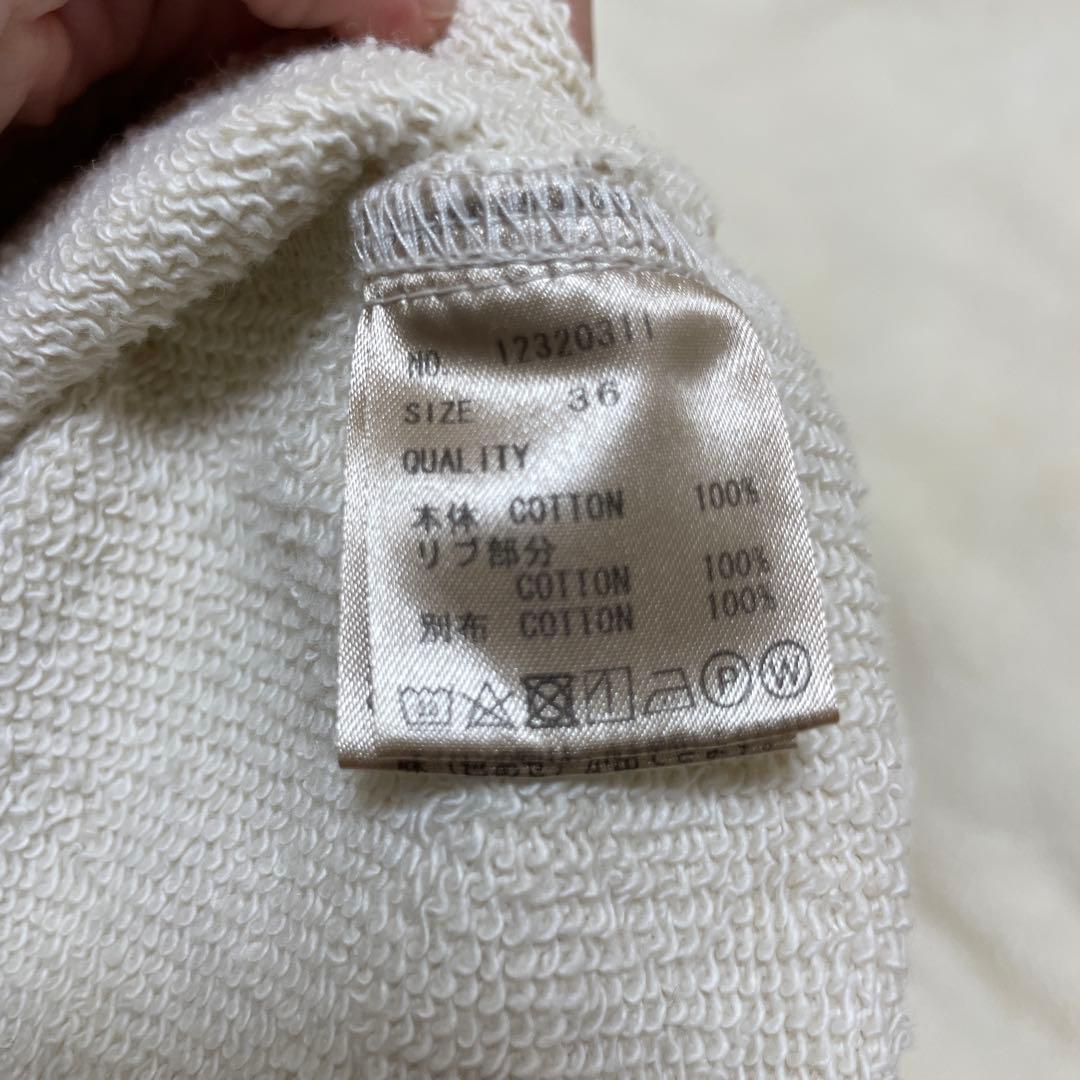 NO. 12320311
SIZE 36
QUALITY
本体 COTTON 100%
リブ部分
COTTON 100%
別布 COTTON 100%
P W